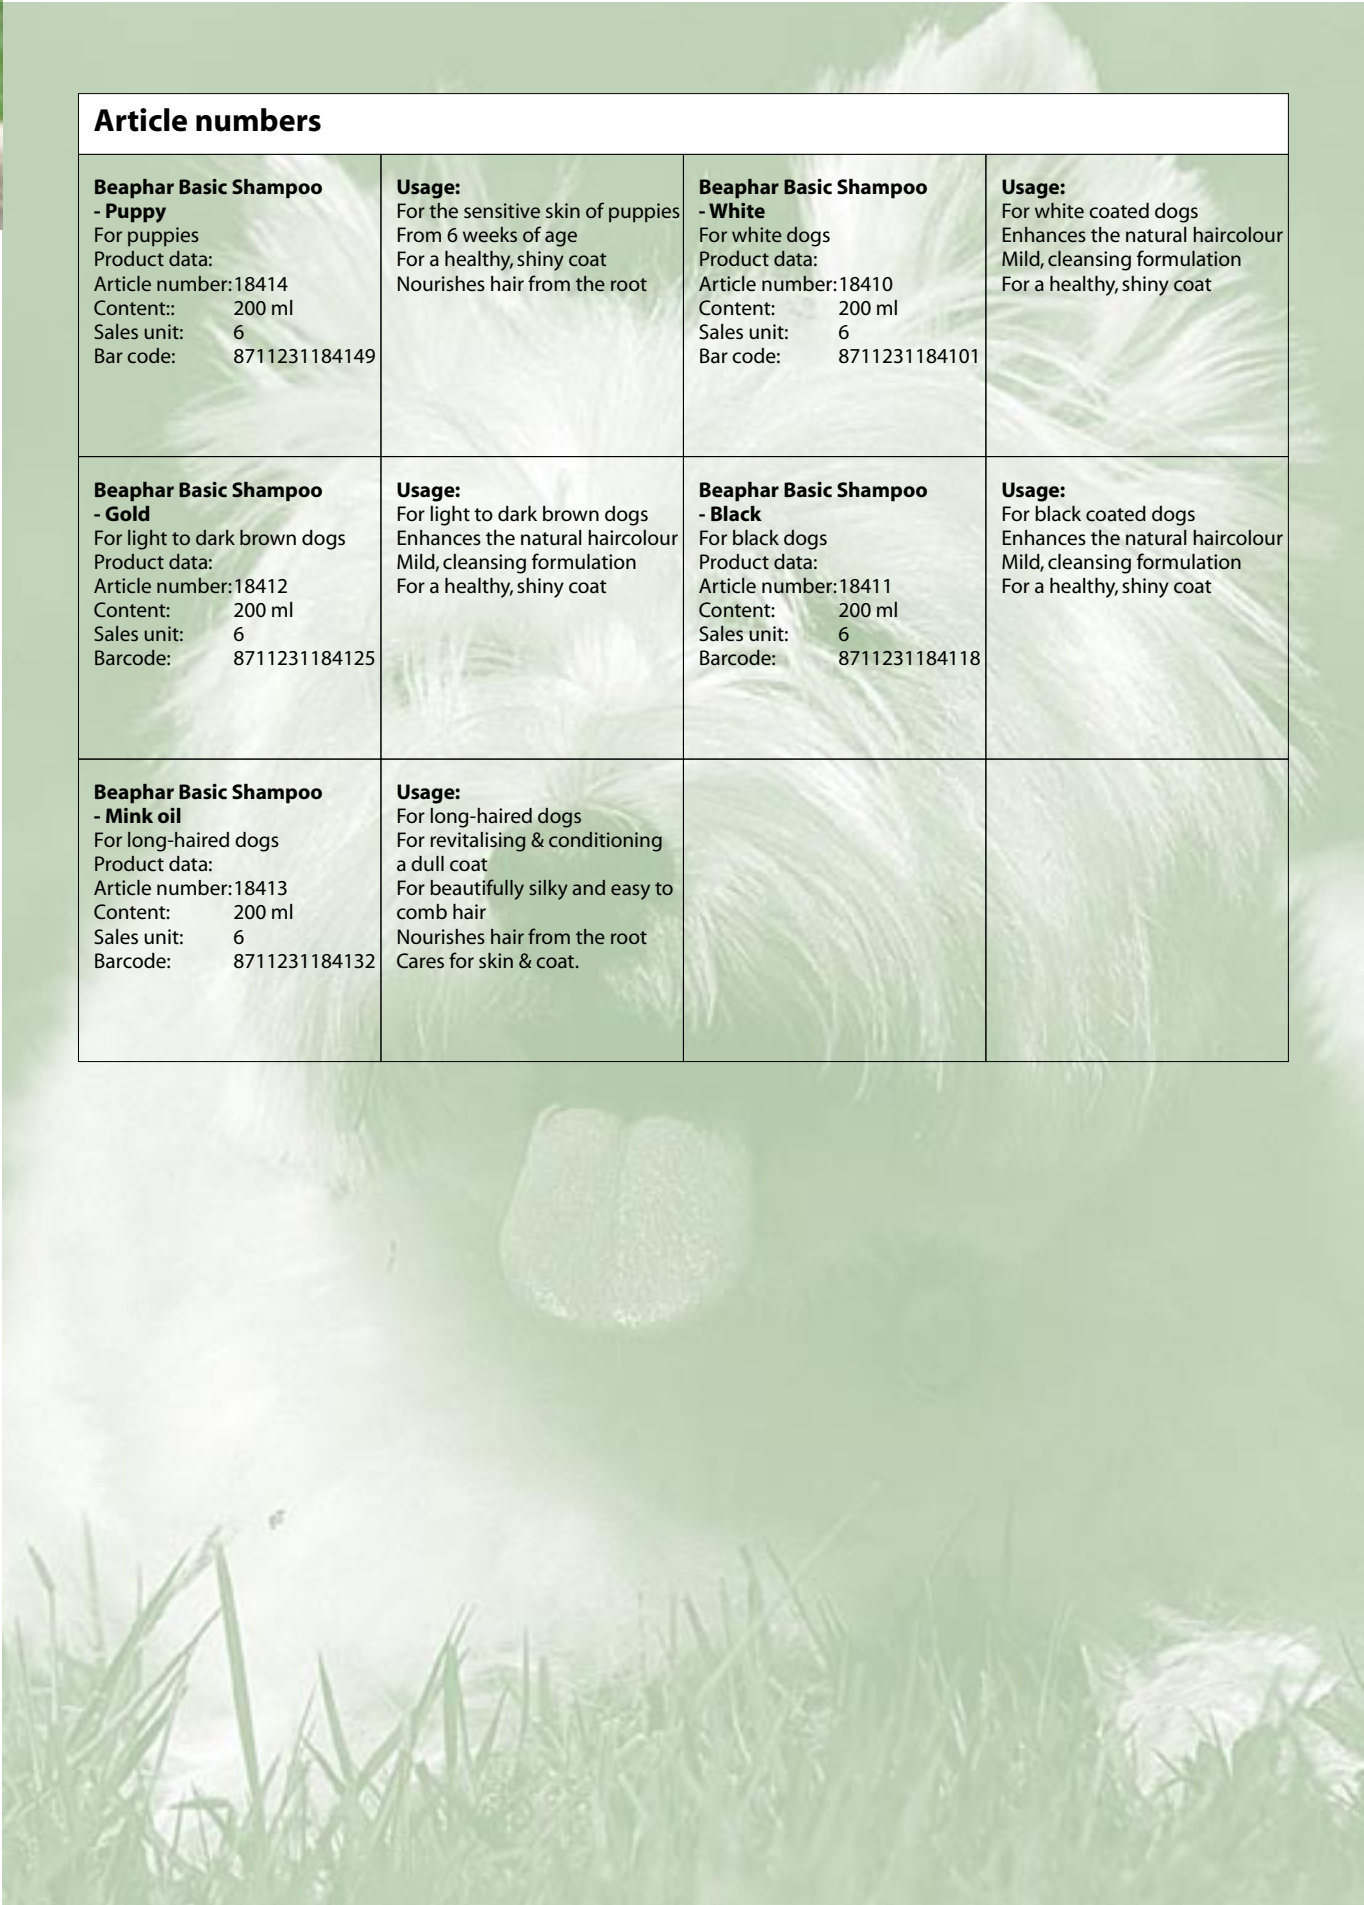 Article numbers
Beaphar Basic Shampoo
- Puppy
For puppies
Product data:
Article number:18414
Content:: 200 ml
Sales unit: 6
Bar code: 8711231184149
Usage:
For the sensitive skin of puppies
From 6 weeks of age
For a healthy, shiny coat
Nourishes hair from the root
Beaphar Basic Shampoo
- White
For white dogs
Product data:
Article number:18410
Content: 200 ml
Sales unit: 6
Bar code: 8711231184101
Usage:
For white coated dogs
Enhances the natural haircolour
Mild, cleansing formulation
For a healthy, shiny coat
Beaphar Basic Shampoo
- Gold
For light to dark brown dogs
Product data:
Article number:18412
Content: 200 ml
Sales unit: 6
Barcode: 8711231184125
Usage:
For light to dark brown dogs
Enhances the natural haircolour
Mild, cleansing formulation
For a healthy, shiny coat
Beaphar Basic Shampoo
- Black
For black dogs
Product data:
Article number:18411
Content: 200 ml
Sales unit: 6
Barcode: 8711231184118
Usage:
For black coated dogs
Enhances the natural haircolour
Mild, cleansing formulation
For a healthy, shiny coat
Beaphar Basic Shampoo
- Mink oil
For long-haired dogs
Product data:
Article number:18413
Content: 200 ml
Sales unit: 6
Barcode: 8711231184132
Usage:
For long-haired dogs
For revitalising & conditioning
a dull coat
For beautifully silky and easy to
comb hair
Nourishes hair from the root
Cares for skin & coat.